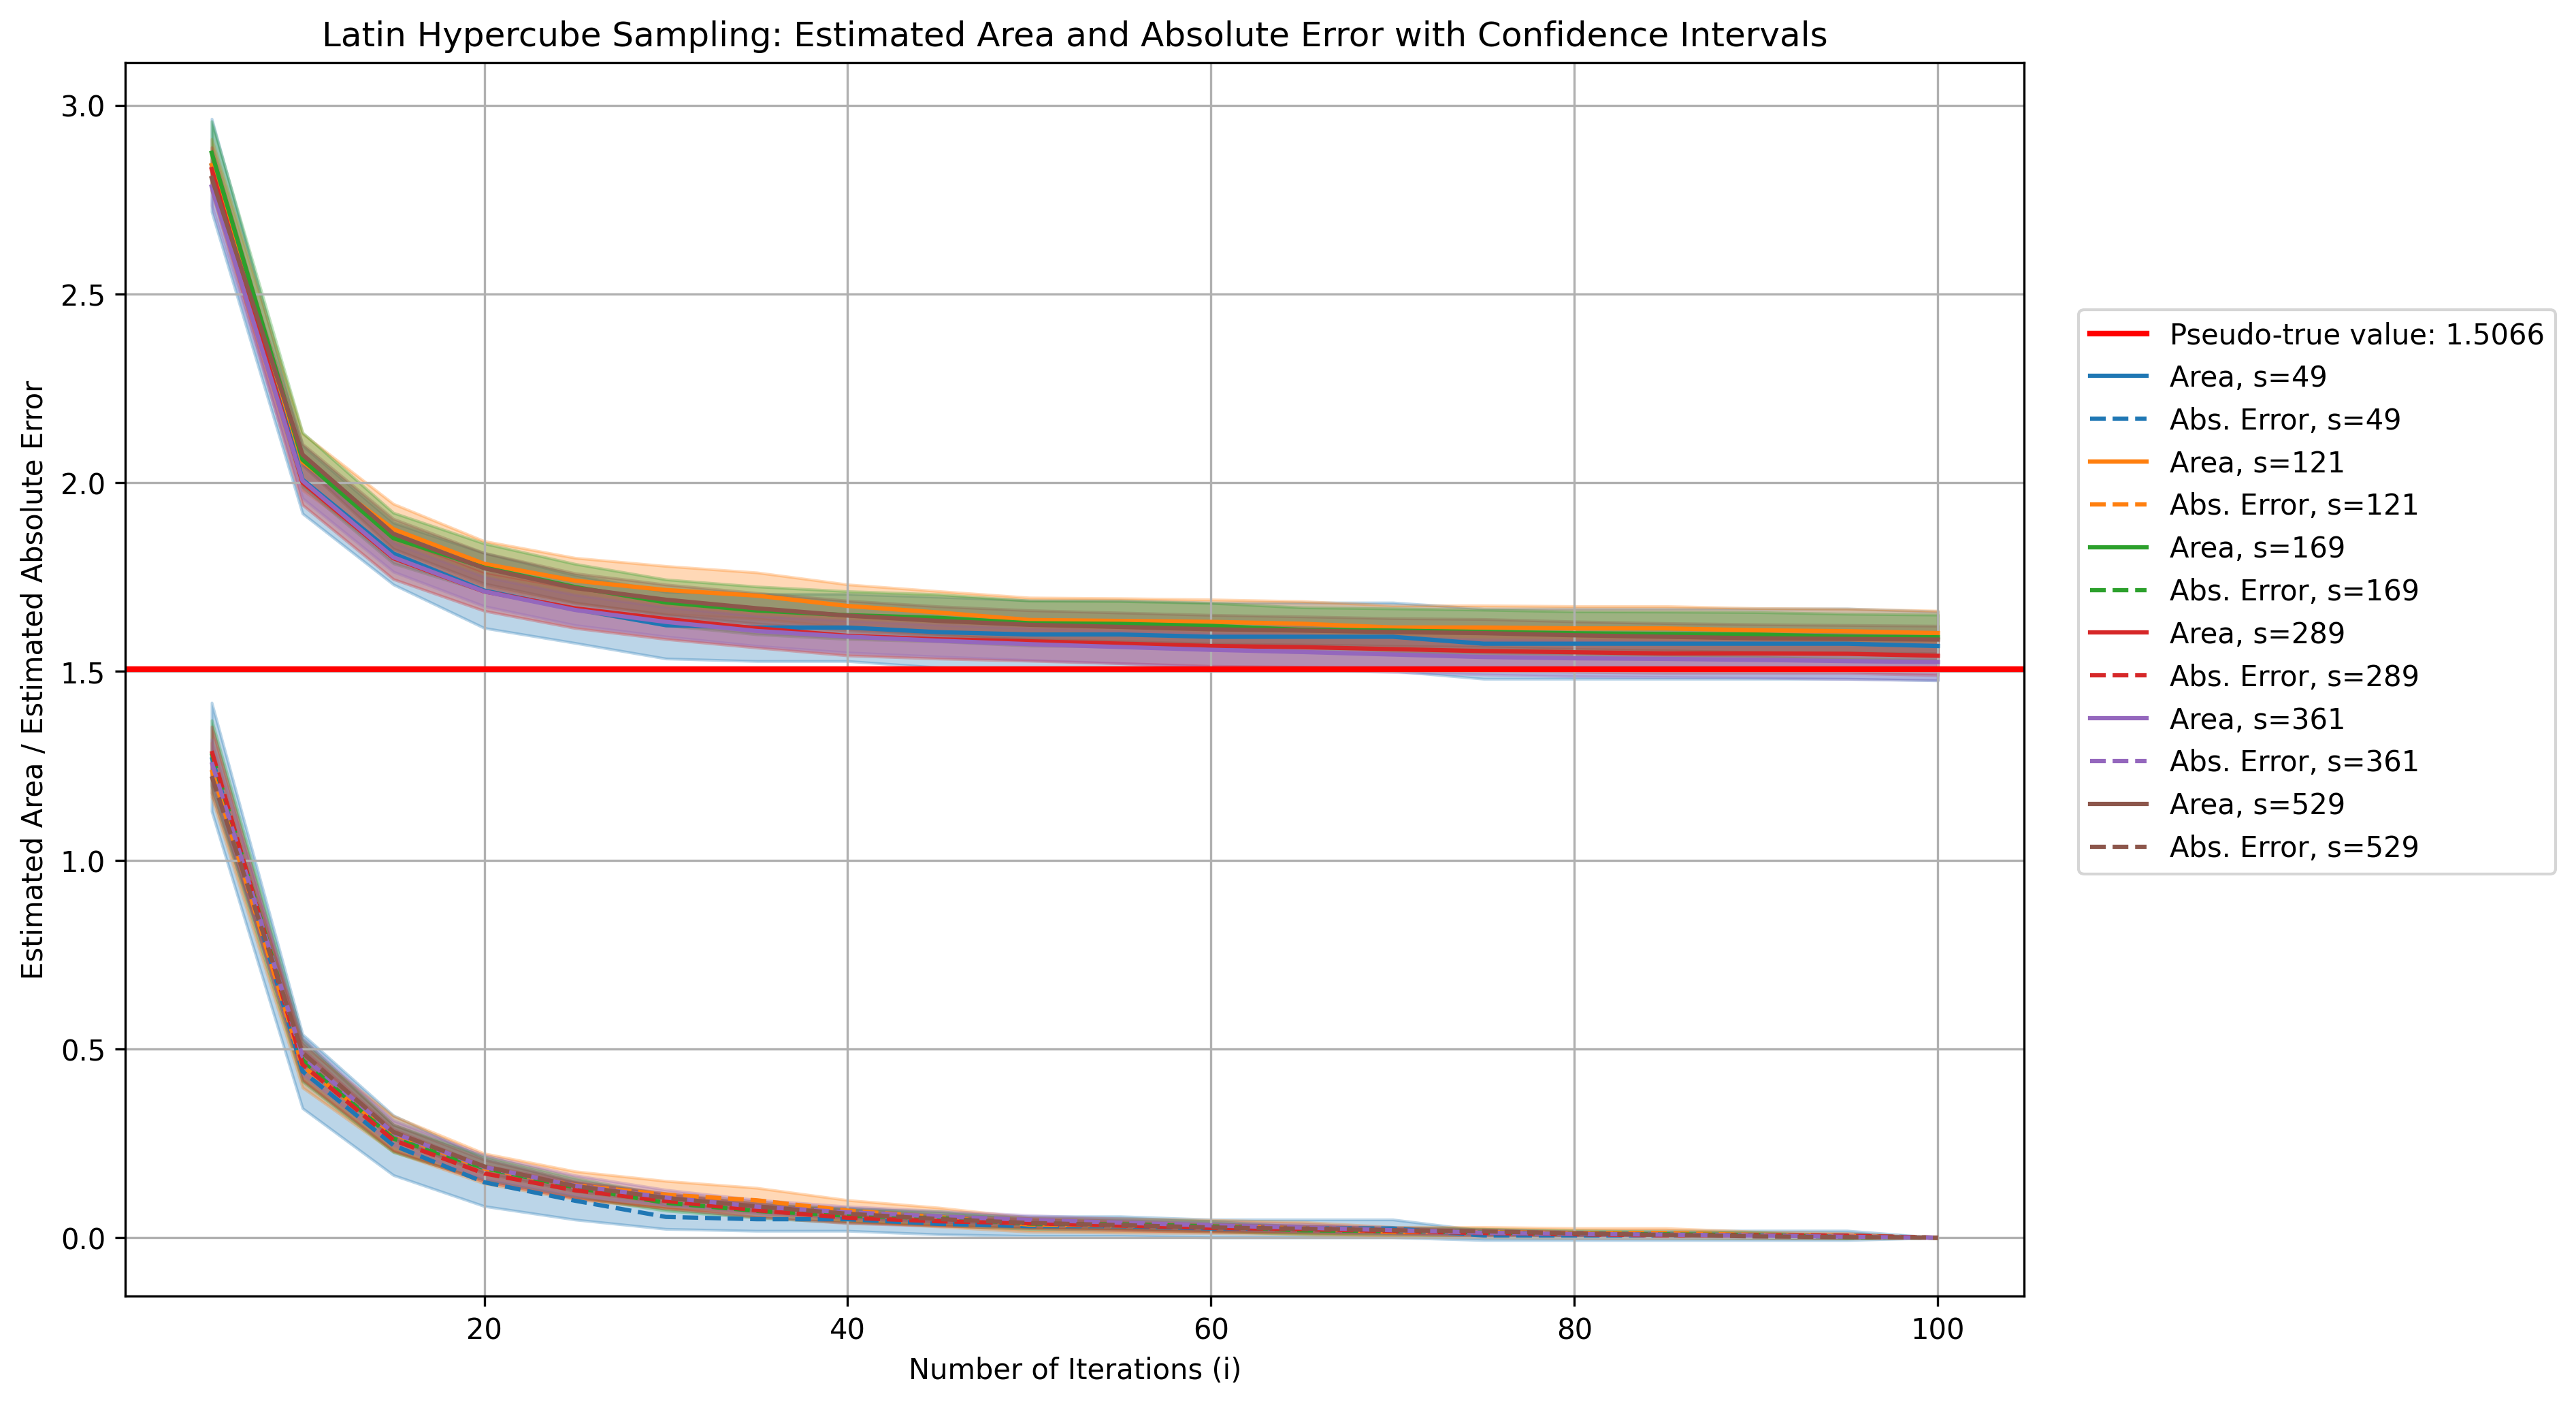 Latin Hypercube Sampling: Estimated Area and Absolute Error with Confidence Intervals
Estimated Area / Estimated Absolute Error
3.0
2.5
2.0
1.5
1.0
0.5
0.0
20
40
60
80
100
Number of Iterations (i)
Pseudo-true value: 1.5066
Area, s=49
Abs. Error, s=49
Area, s=121
Abs. Error, s=121
Area, s=169
Abs. Error, s=169
Area, s=289
Abs. Error, s=289
Area, s=361
Abs. Error, s=361
Area, s=529
Abs. Error, s=529